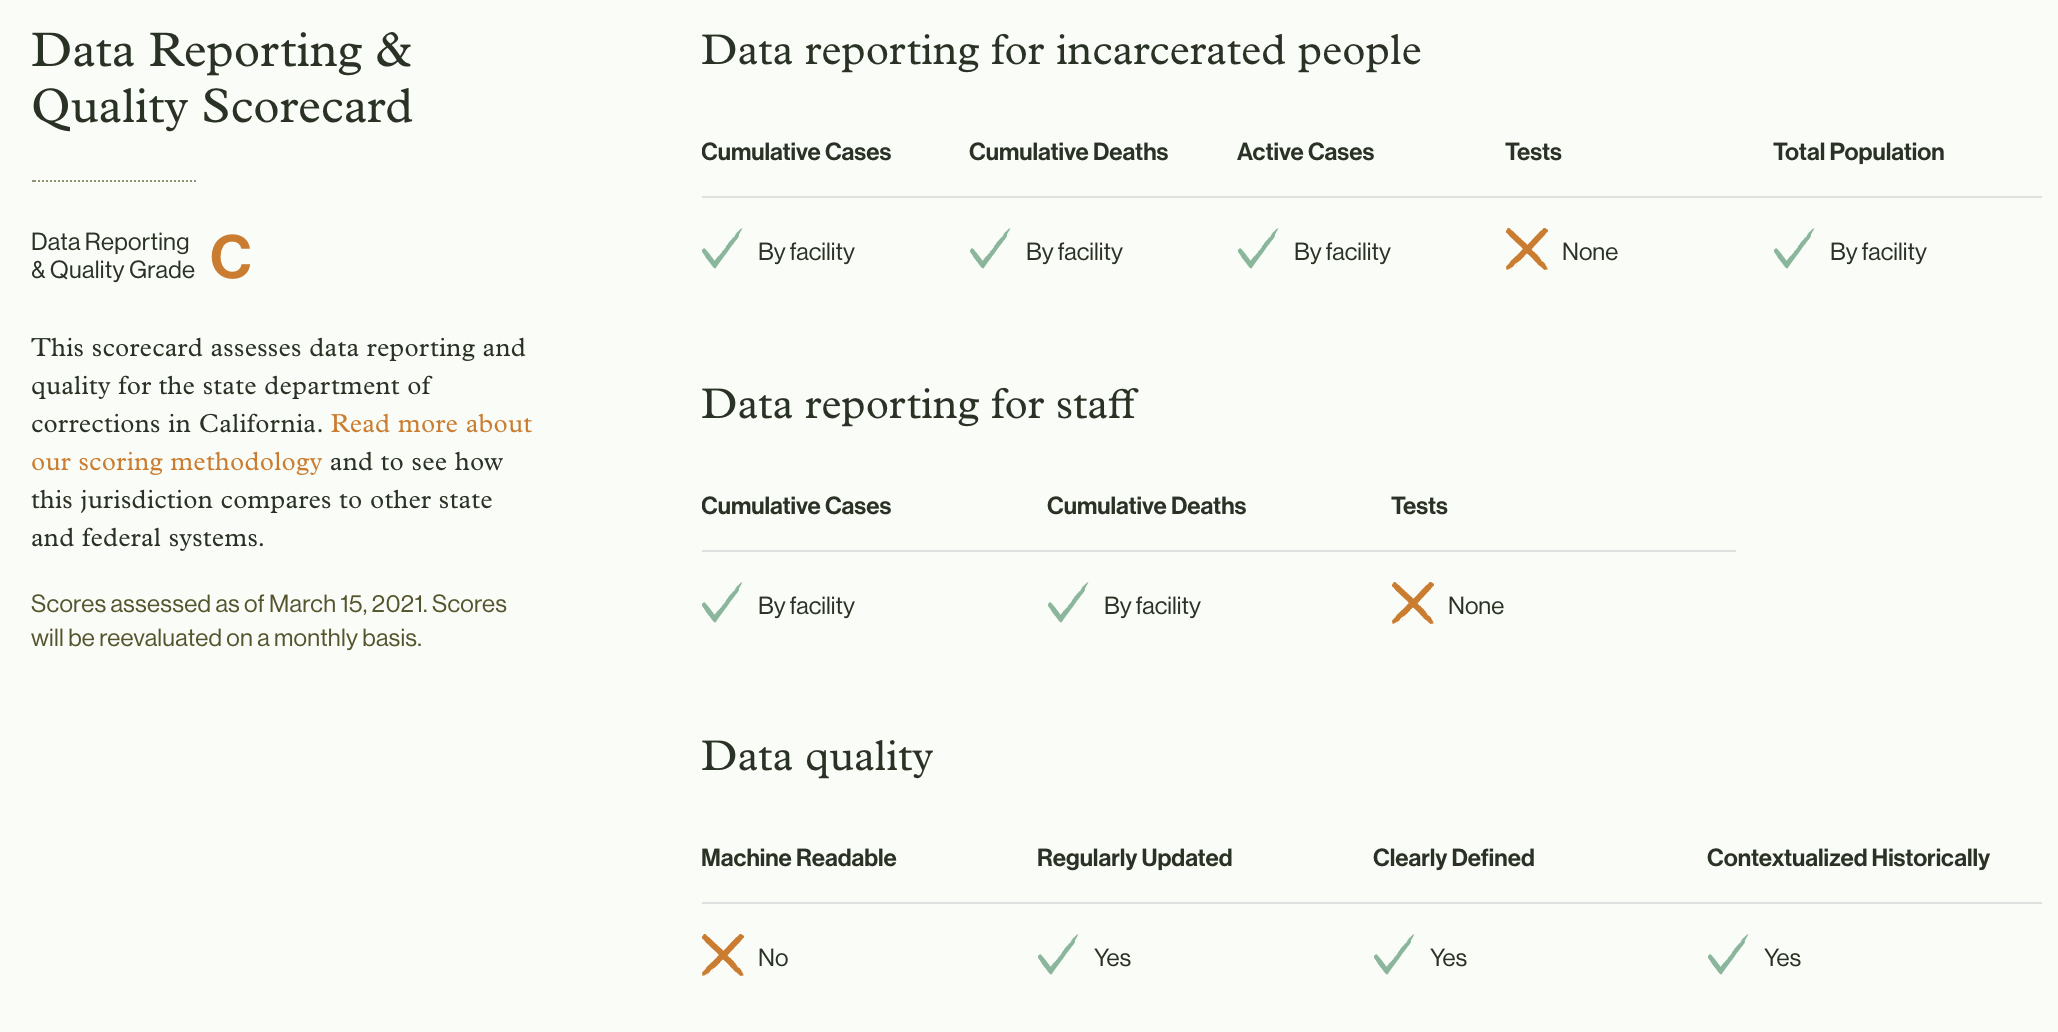 Data Reporting &
Quality Scorecard
Data Reporting
& Quality Grade
C
This scorecard assesses data reporting and
quality for the state department of
corrections in California. Read more about
our scoring methodology and to see how
this jurisdiction compares to other state
and federal systems.
Scores assessed as of March 15, 2021. Scores
will be reevaluated on a monthly basis.
Data reporting for incarcerated people
Cumulative Cases Cumulative Deaths Active Cases Tests Total Population
By facility By facility By facility None By facility
Data reporting for staff
Cumulative Cases Cumulative Deaths Tests
By facility By facility None
Data quality
Machine Readable Regularly Updated Clearly Defined Contextualized Historically
No Yes Yes Yes